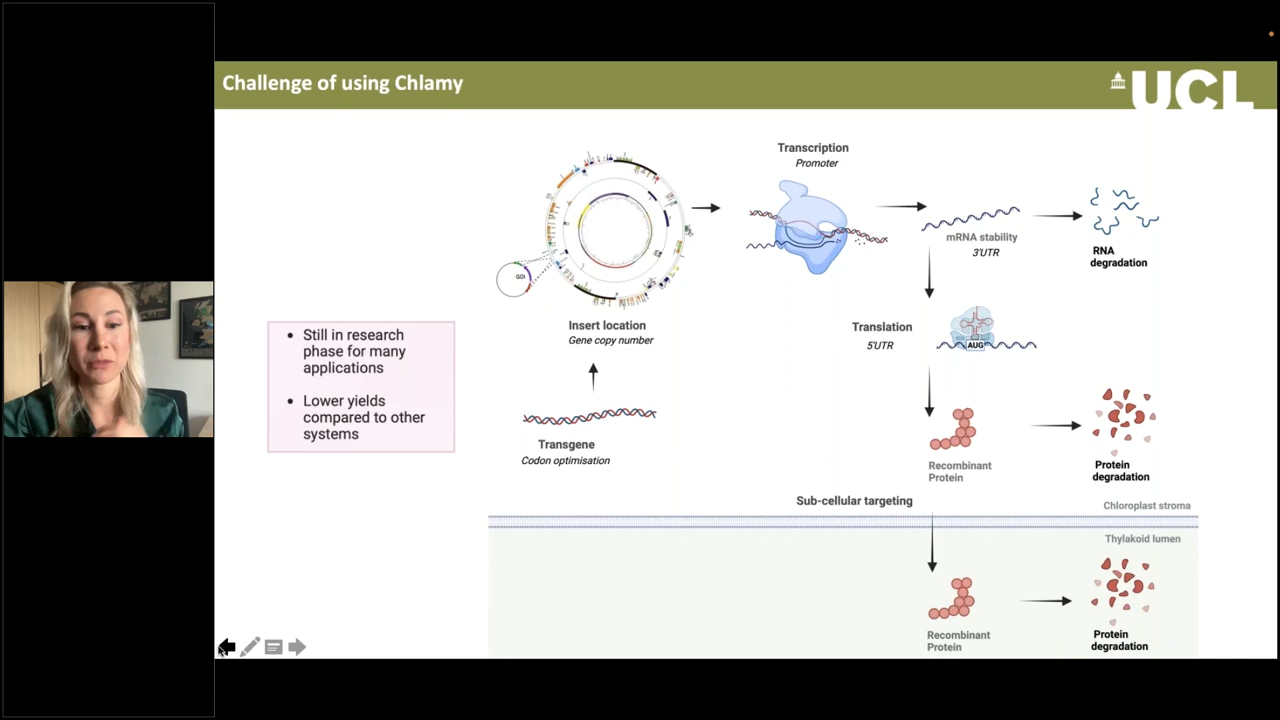 Challenge of using Chlamy
UCL
Transcription
Promoter
mRNA stability
3'UTR
RNA
degradation
GOI
Insert location
Gene copy number
Translation
5'UTR
AUG
• Still in research
phase for many
applications
• Lower yields
compared to other
systems
Transgene
Codon optimisation
Recombinant
Protein
Protein
degradation
Sub-cellular targeting
Chloroplast stroma
Thylakoid lumen
Recombinant
Protein
Protein
degradation